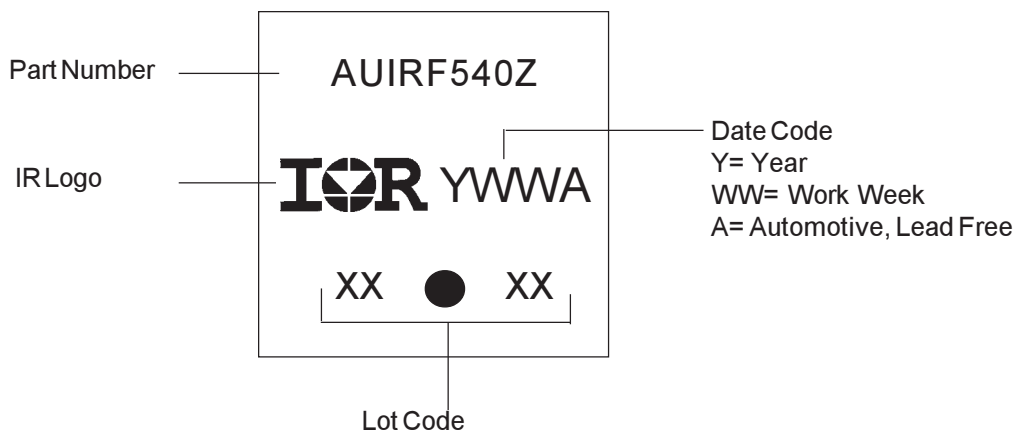 Part Number
AUIRF540Z
IR Logo
IOR YWWA
Date Code
Y= Year
WW= Work Week
A= Automotive, Lead Free
XX XX
Lot Code